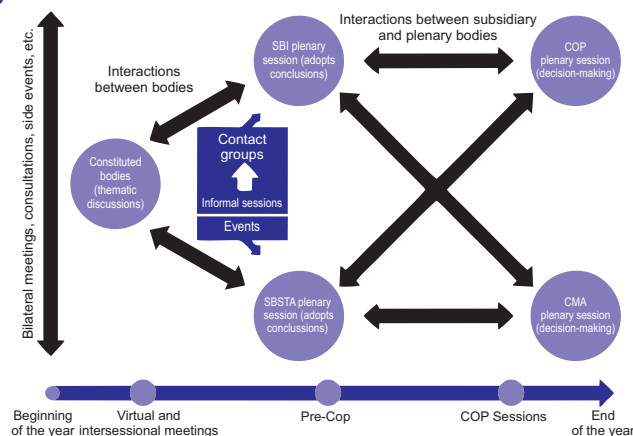 Bilateral meetings, consultations, side events, etc.
Interactions
between bodies
Interactions between subsidiary
and plenary bodies
SBI plenary
session (adopts
conclusions)
COP
plenary session
(decision-making)
Constituted
bodies
(thematic
discussions)
Contact
groups
Informal sessions
Events
SBSTA plenary
session (adopts
conclussions)
CMA
plenary session
(decision-making)
Beginning
of the year
Virtual and
intersessional meetings
Pre-Cop
COP Sessions
End
of the year